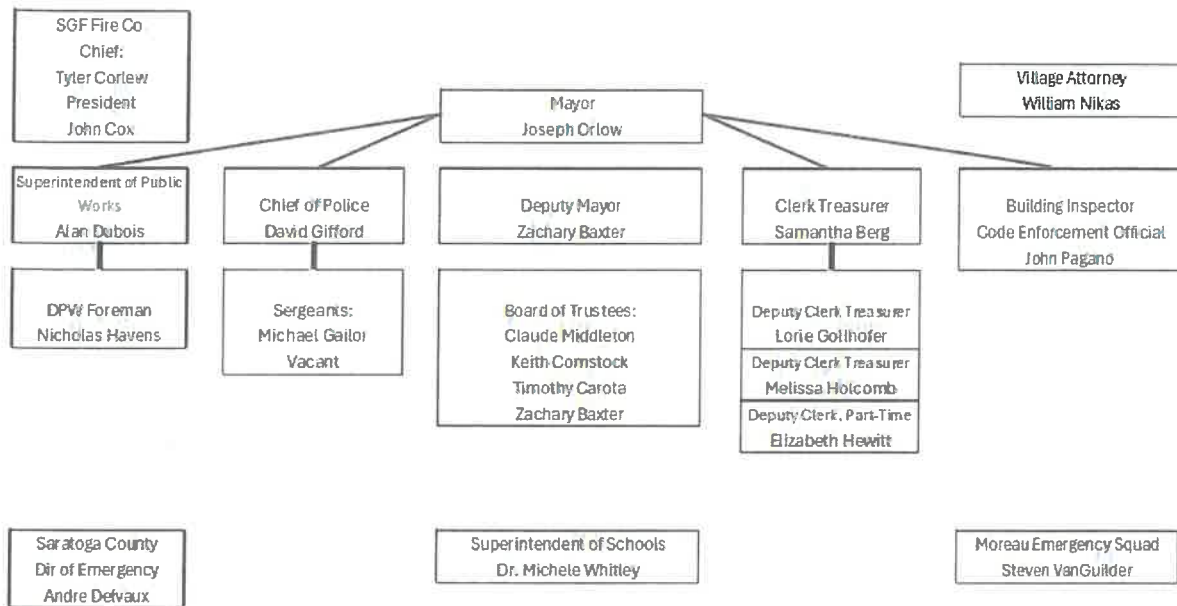 SGF Fire Co
Chief:
Tyler Corlew
President
John Cox
Village Attorney
William Nikas
Mayor
Joseph Orlow
Superintendent of Public
Works
Alan Dubois
Chief of Police
David Gifford
Deputy Mayor
Zachary Baxter
Clerk Treasurer
Samantha Berg
Building Inspector
Code Enforcement Official
John Pagano
DPW Foreman
Nicholas Havens
Sergeants:
Michael Gailor
Vacant
Board of Trustees:
Claude Middleton
Keith Comstock
Timothy Carota
Zachary Baxter
Deputy Clerk Treasurer
Lorie Gollhofer
Deputy Clerk Treasurer
Melissa Holcomb
Deputy Clerk, Part-Time
Elizabeth Hewitt
Saratoga County
Dir of Emergency
Andre Delvaux
Superintendent of Schools
Dr. Michele Whitley
Moreau Emergency Squad
Steven VanGuilder